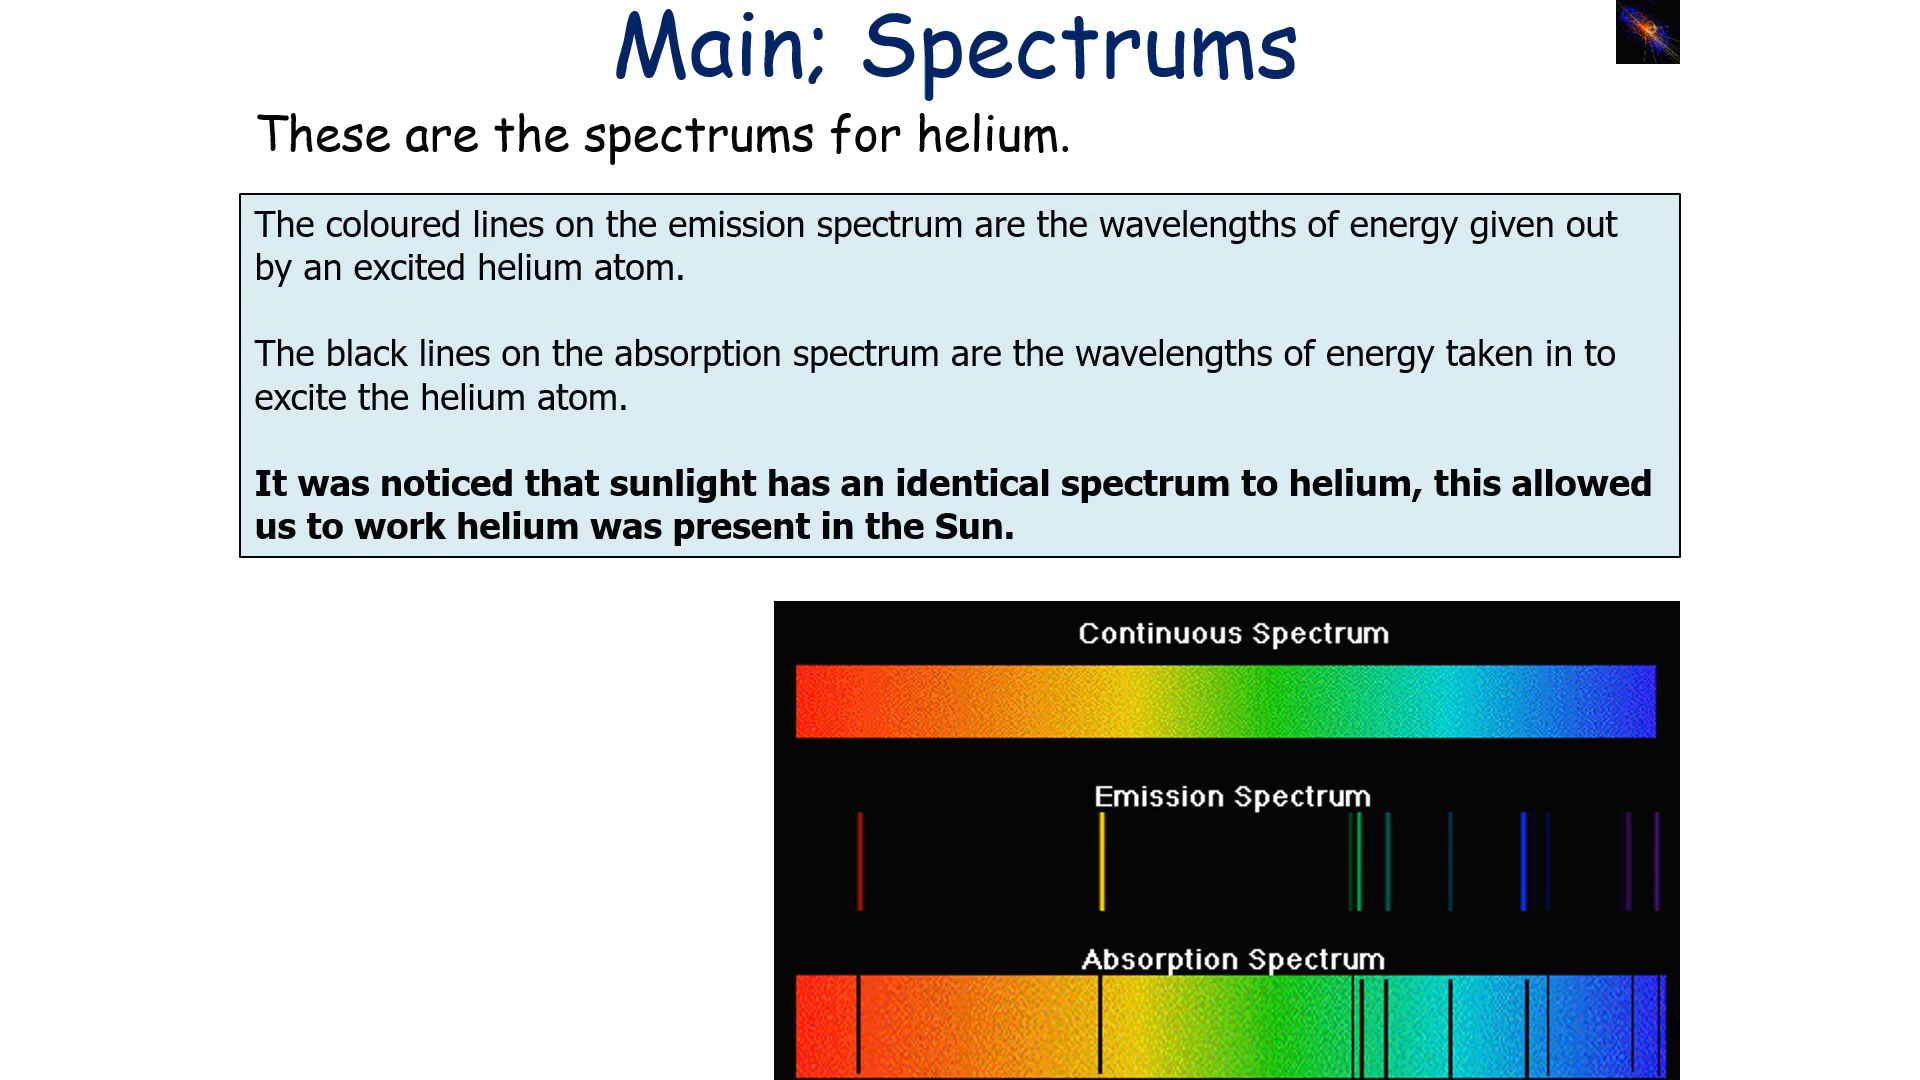 Main; Spectrums
These are the spectrums for helium.
The coloured lines on the emission spectrum are the wavelengths of energy given out
by an excited helium atom.
The black lines on the absorption spectrum are the wavelengths of energy taken in to
excite the helium atom.
It was noticed that sunlight has an identical spectrum to helium, this allowed
us to work helium was present in the Sun.
Continuous Spectrum
Emission Spectrum
Absorption Spectrum